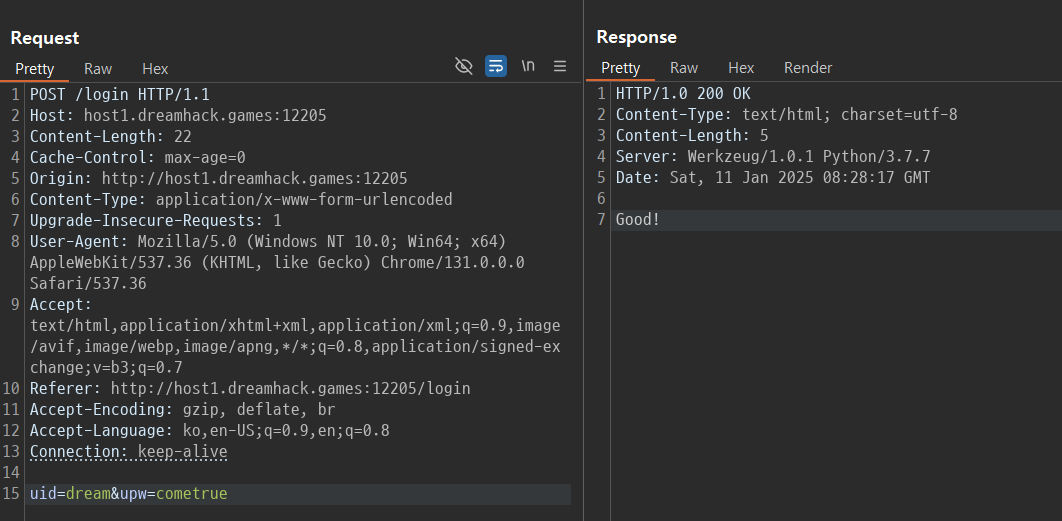 Request
Pretty Raw Hex \n
1 POST /login HTTP/1.1
2 Host: host1.dreamhack.games:12205
3 Content-Length: 22
4 Cache-Control: max-age=0
5 Origin: http://host1.dreamhack.games:12205
6 Content-Type: application/x-www-form-urlencoded
7 Upgrade-Insecure-Requests: 1
8 User-Agent: Mozilla/5.0 (Windows NT 10.0; Win64; x64)
AppleWebKit/537.36 (KHTML, like Gecko) Chrome/131.0.0.0
Safari/537.36
9 Accept:
text/html,application/xhtml+xml,application/xml;q=0.9,image
/avif,image/webp,image/apng,*/*;q=0.8,application/signed-ex
change;v=b3;q=0.7
10 Referer: http://host1.dreamhack.games:12205/login
11 Accept-Encoding: gzip, deflate, br
12 Accept-Language: ko,en-US;q=0.9,en;q=0.8
13 Connection: keep-alive
14
15 uid=dream&upw=cometrue
Response
Pretty Raw Hex Render
1 HTTP/1.0 200 OK
2 Content-Type: text/html; charset=utf-8
3 Content-Length: 5
4 Server: Werkzeug/1.0.1 Python/3.7.7
5 Date: Sat, 11 Jan 2025 08:28:17 GMT
6
7 Good!